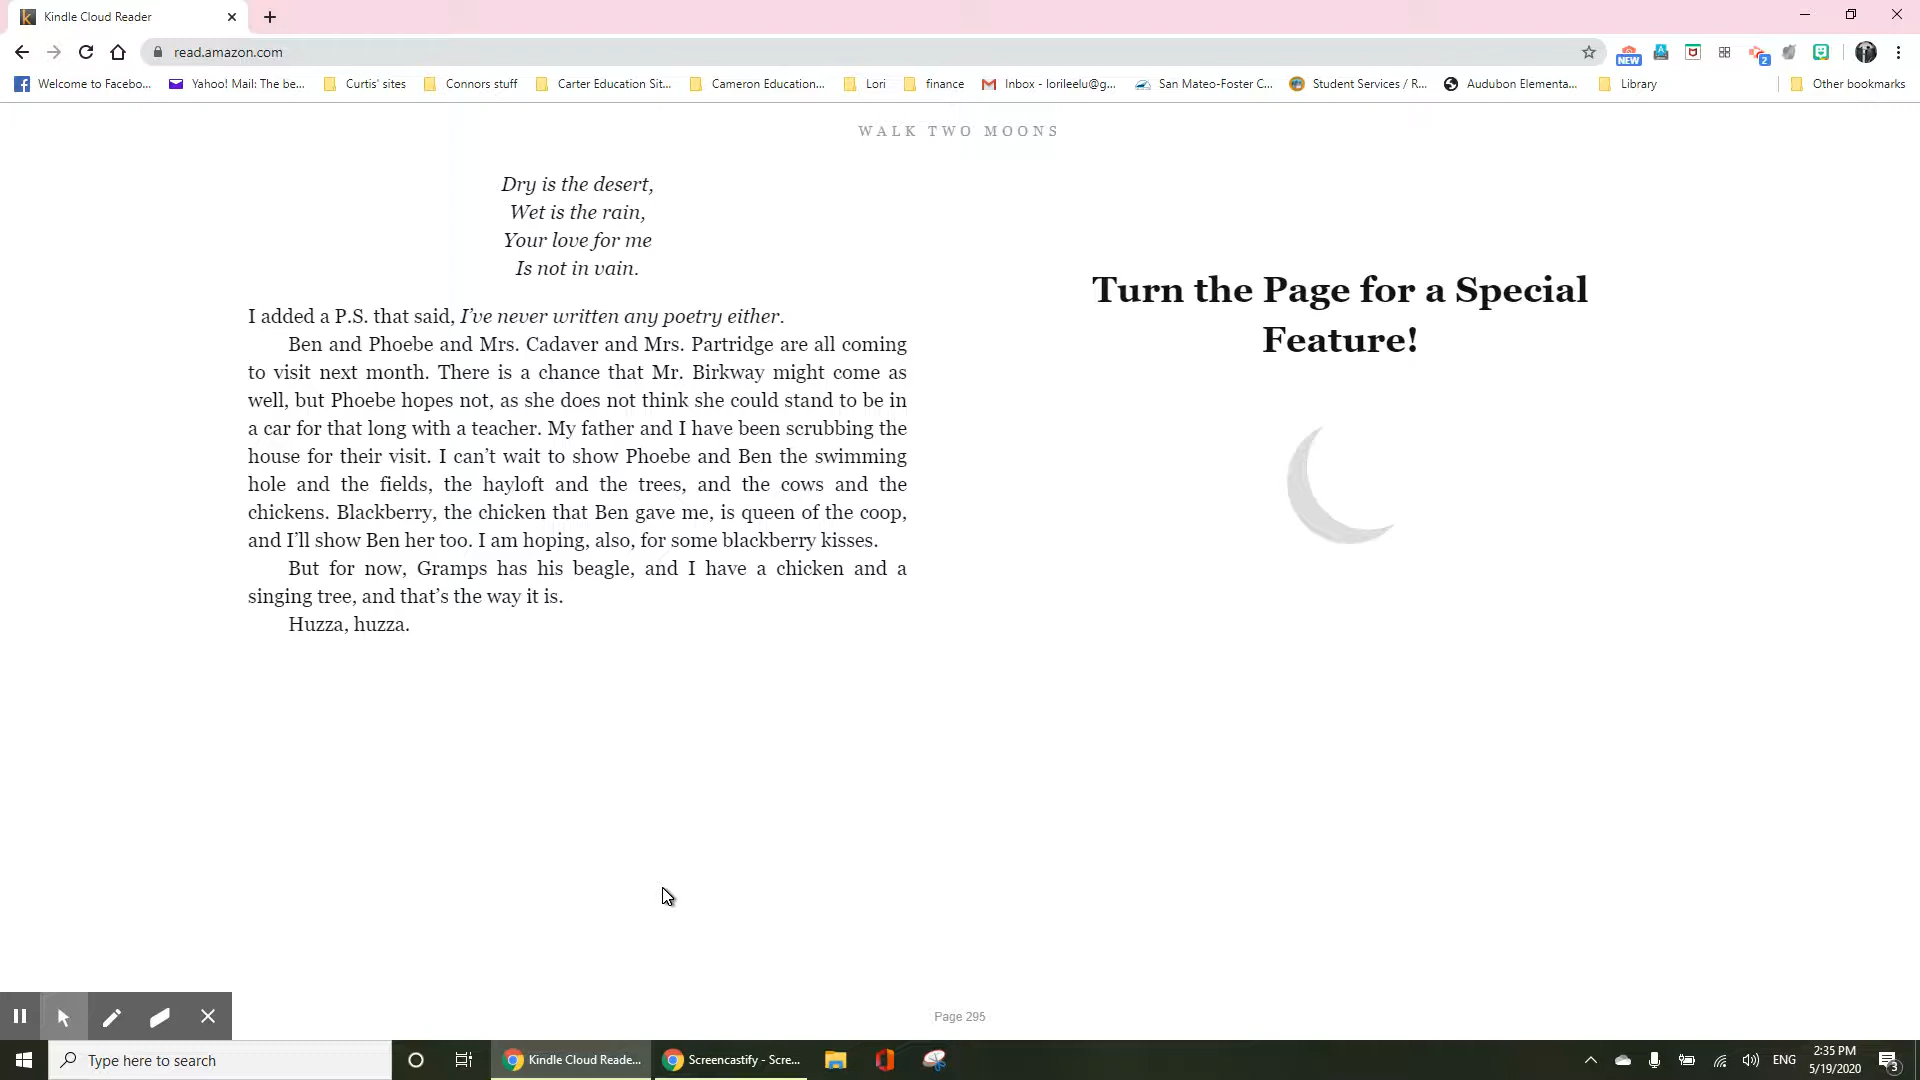 Kindle Cloud Reader
read.amazon.com
NEW
2
Welcome to Facebo...
Yahoo! Mail: The be...
Curtis' sites
Connors stuff
Carter Education Sit...
Cameron Education...
Lori
finance
Inbox - lorileelu@g...
San Mateo-Foster C...
Student Services / R...
Audubon Elementa...
Library
Other bookmarks
WALK TWO MOONS
Dry is the desert,
Wet is the rain,
Your love for me
Is not in vain.
I added a P.S. that said, I've never written any poetry either.
Ben and Phoebe and Mrs. Cadaver and Mrs. Partridge are all coming
to visit next month. There is a chance that Mr. Birkway might come as
well, but Phoebe hopes not, as she does not think she could stand to be in
a car for that long with a teacher. My father and I have been scrubbing the
house for their visit. I can't wait to show Phoebe and Ben the swimming
hole and the fields, the hayloft and the trees, and the cows and the
chickens. Blackberry, the chicken that Ben gave me, is queen of the coop,
and I'll show Ben her too. I am hoping, also, for some blackberry kisses.
But for now, Gramps has his beagle, and I have a chicken and a
singing tree, and that's the way it is.
Huzza, huzza.
Turn the Page for a Special
Feature!
Page 295
Type here to search
Kindle Cloud Reade...
Screencastify - Scre...
ENG
2:35 PM
5/19/2020
3